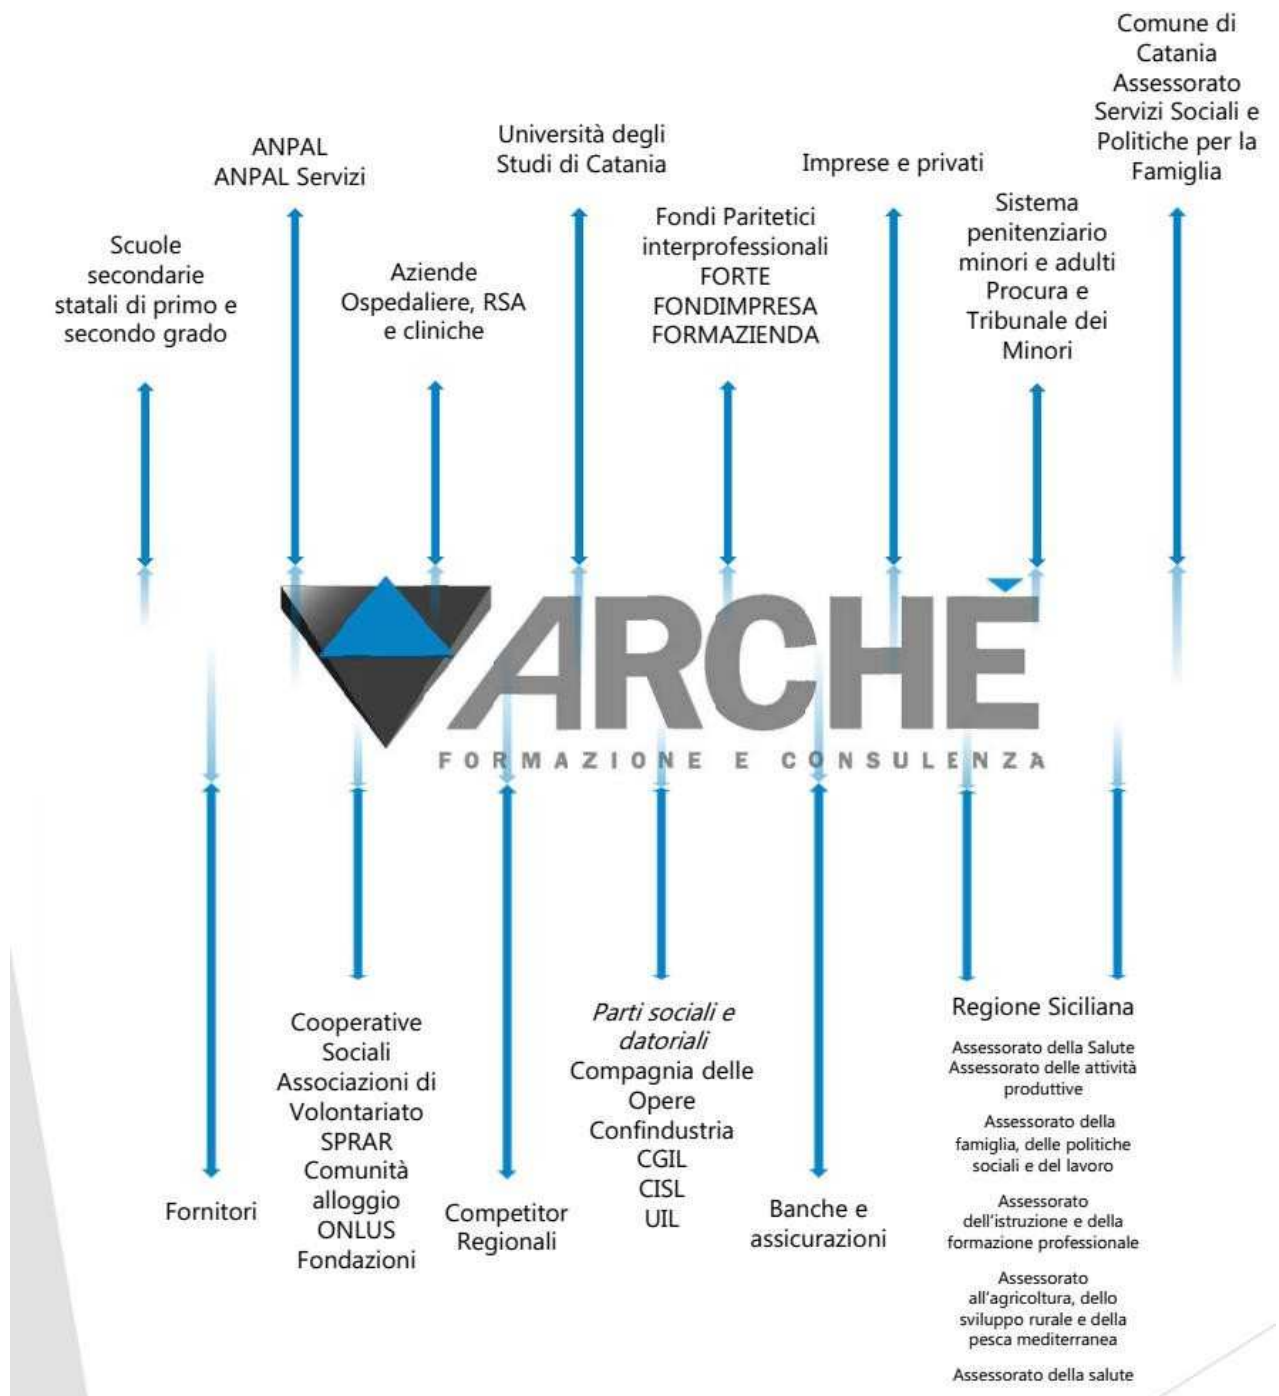 Comune di
Catania
Assessorato
Servizi Sociali e
Politiche per la
Famiglia
ANPAL
ANPAL Servizi
Università degli
Studi di Catania
Imprese e privati
Scuole
secondarie
statali di primo e
secondo grado
Aziende
Ospedaliere, RSA
e cliniche
Fondi Paritetici
interprofessionali
FORTE
FONDIMPRESA
FORMAZIENDA
Sistema
penitenziario
minori e adulti
Procura e
Tribunale dei
Minori
ARCHÈ
FORMAZIONE E CONSULENZA
Fornitori
Cooperative
Sociali
Associazioni di
Volontariato
SPRAR
Comunità
alloggio
ONLUS
Fondazioni
Competitor
Regionali
Parti sociali e
datoriali
Compagnia delle
Opere
Confindustria
CGIL
CISL
UIL
Banche e
assicurazioni
Regione Siciliana
Assessorato della Salute
Assessorato delle attività
produttive
Assessorato della
famiglia, delle politiche
sociali e del lavoro
Assessorato
dell'istruzione e della
formazione professionale
Assessorato
all'agricoltura, dello
sviluppo rurale e della
pesca mediterranea
Assessorato della salute